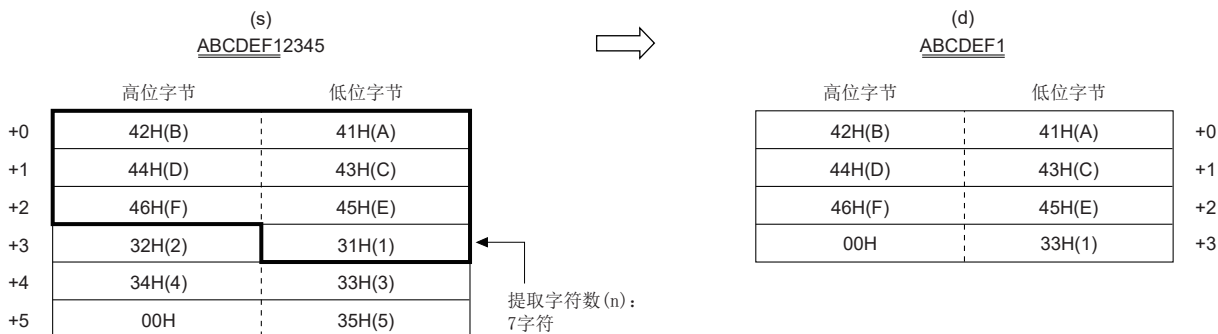 (s)
ABCDEF12345
高位字节 低位字节
+0 42H(B) 41H(A)
+1 44H(D) 43H(C)
+2 46H(F) 45H(E)
+3 32H(2) 31H(1)
+4 34H(4) 33H(3)
+5 00H 35H(5)
提取字符数(n)：
7字符
(d)
ABCDEF1
高位字节 低位字节
42H(B) 41H(A) +0
44H(D) 43H(C) +1
46H(F) 45H(E) +2
00H 33H(1) +3